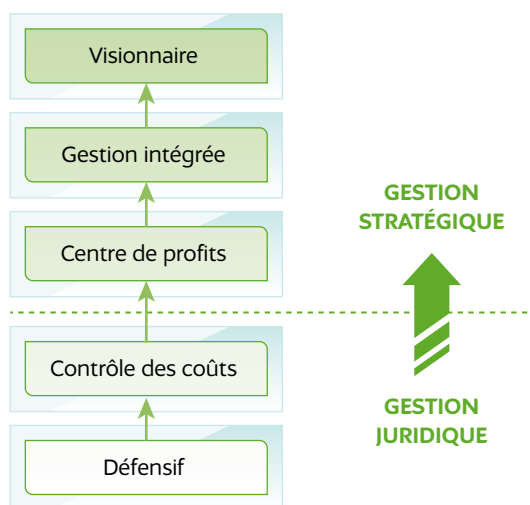 Visionnaire
Gestion intégrée
Centre de profits
Contrôle des coûts
Défensif
GESTION
STRATÉGIQUE
GESTION
JURIDIQUE